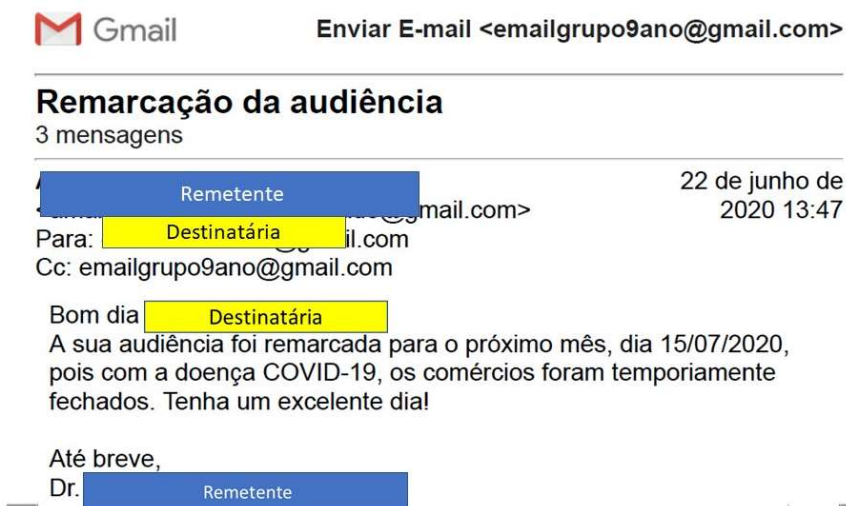 Gmail
Enviar E-mail <emailgrupo9ano@gmail.com>
Remarcação da audiência
3 mensagens
Remetente
22 de junho de
mail.com>
2020 13:47
Para: Destinatária il.com
Cc: emailgrupo9ano@gmail.com
Bom dia Destinatária
A sua audiência foi remarcada para o próximo mês, dia 15/07/2020,
pois com a doença COVID-19, os comércios foram temporiamente
fechados. Tenha um excelente dia!
Até breve,
Dr. Remetente